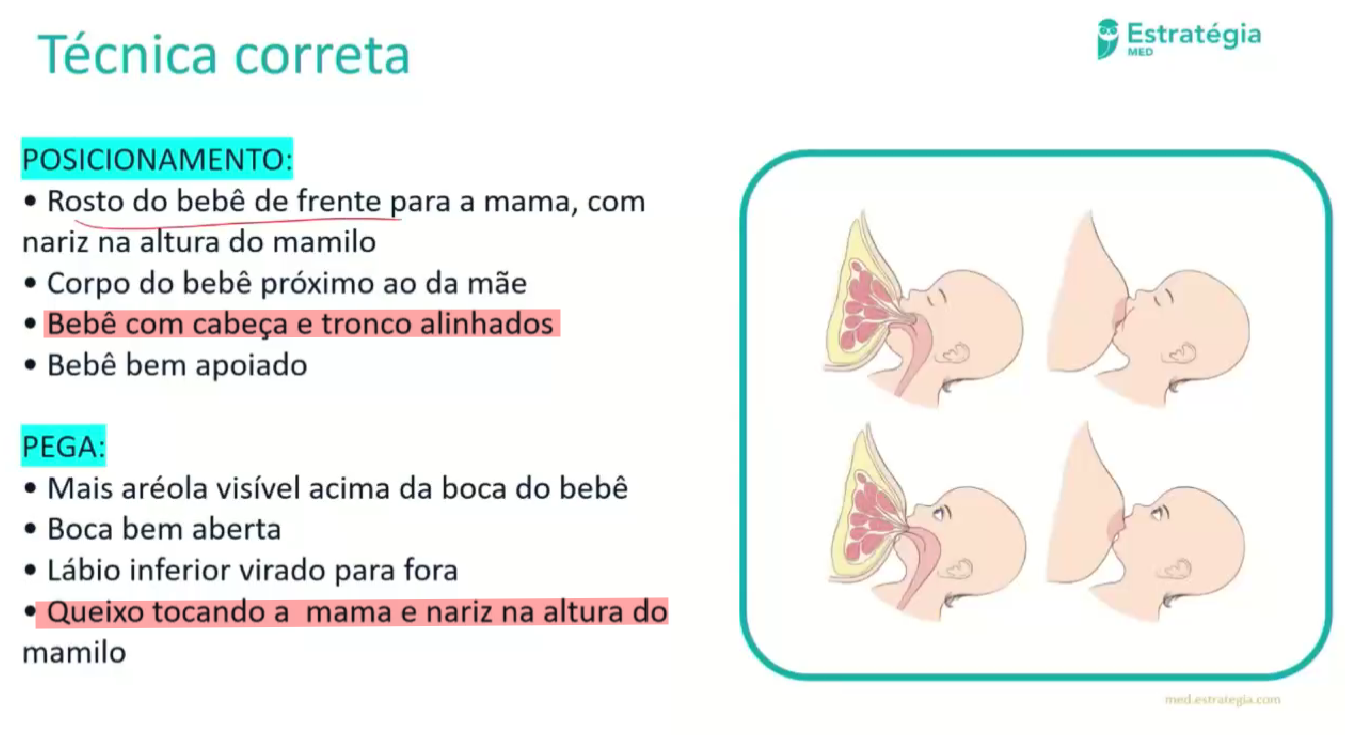 Técnica correta
Estratégia
MED
POSICIONAMENTO:
• Rosto do bebê de frente para a mama, com
nariz na altura do mamilo
• Corpo do bebê próximo ao da mãe
• Bebê com cabeça e tronco alinhados
• Bebê bem apoiado
PEGA:
• Mais aréola visível acima da boca do bebê
• Boca bem aberta
• Lábio inferior virado para fora
• Queixo tocando a  mama e nariz na altura do
mamilo
med.estrategia.com